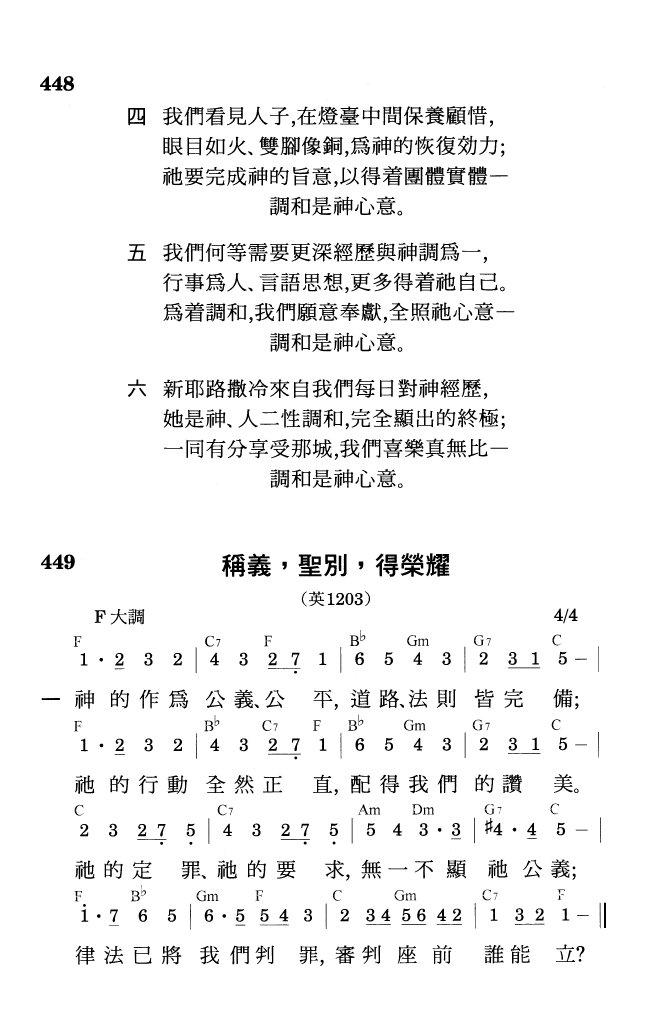 448
四 我們看見人子,在燈臺中間保養顧惜,
眼目如火、雙腳像銅,爲神的恢復効力;
祂要完成神的旨意,以得着團體實體—
調和是神心意。
五 我們何等需要更深經歷與神調爲一,
行事爲人、言語思想,更多得着祂自己。
爲着調和,我們願意奉獻,全照祂心意—
調和是神心意。
六 新耶路撒冷來自我們每日對神經歷,
她是神、人二性調和,完全顯出的終極;
一同有分享受那城,我們喜樂真無比—
調和是神心意。
449 稱義，聖別，得榮耀
(英1203)
F 大調 4/4
F C7 F B♭ Gm G7 C
1 · 2 3 2 | 4 3 2 7 1 | 6 5 4 3 | 2 3 1 5 – |
一 神的作爲公義、公平,道路、法則皆完備;
F B♭ C7 F B♭ Gm G7 C
1 · 2 3 2 | 4 3 2 7 1 | 6 5 4 3 | 2 3 1 5 – |
祂的行動全然正直,配得我們的讚美。
C C7 Am Dm G7 C
2 3 2 7 5 | 4 3 2 7 5 | 5 4 3 · 3 | #4 · 4 5 – |
祂的定罪、祂的要求,無一不顯祂公義;
F B♭ Gm F C Gm C7 F
1 · 7 6 5 | 6 · 5 5 4 3 | 2 3 4 5 6 4 2 | 1 3 2 1 – ‖
律法已將我們判罪,審判座前誰能立?